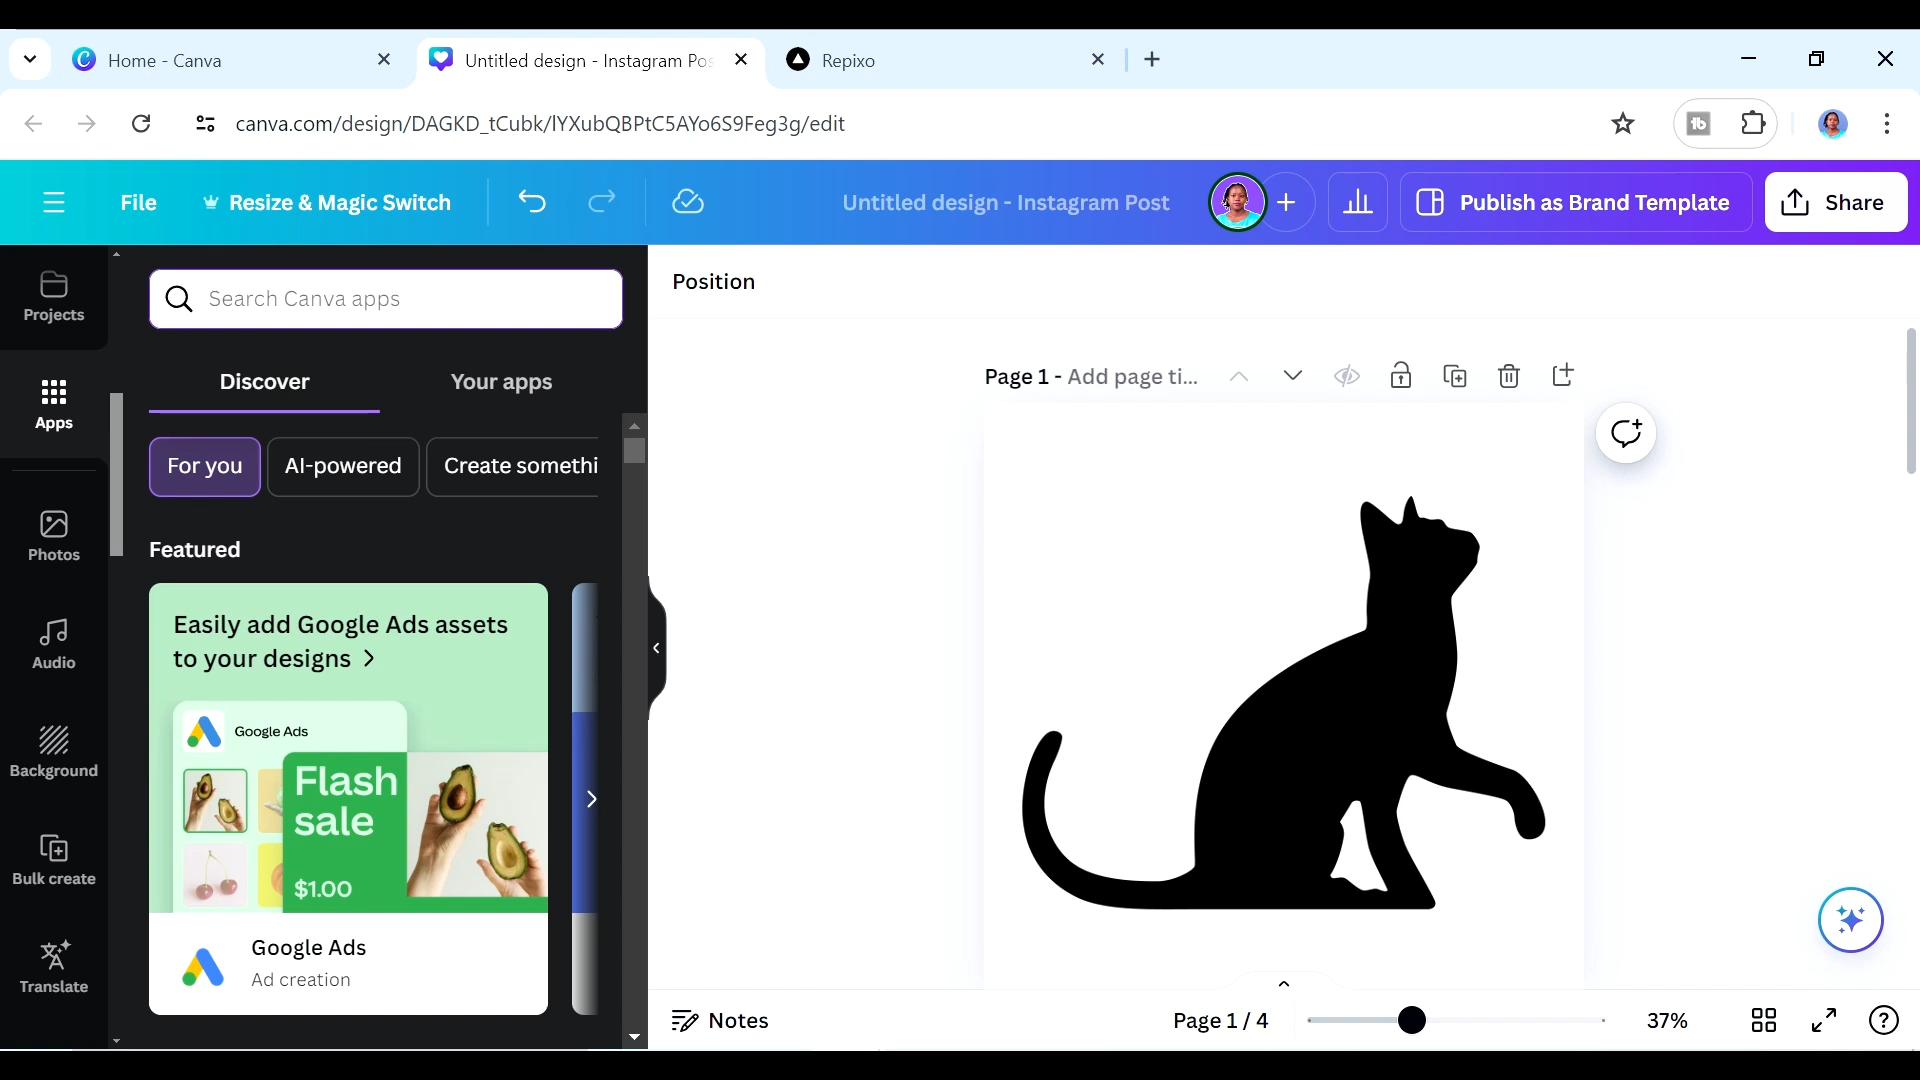 Home - Canva
Untitled design - Instagram Pos
Repixo
canva.com/design/DAGKD_tCubk/lYXubQBPtC5AYo6S9Feg3g/edit
File
Resize & Magic Switch
Untitled design - Instagram Post
Publish as Brand Template
Share
Projects
Apps
Photos
Audio
Background
Bulk create
Translate
Search Canva apps
Discover
Your apps
For you
AI-powered
Create somethi
Featured
Easily add Google Ads assets
to your designs
Google Ads
Flash
sale
$1.00
Google Ads
Ad creation
Position
Page 1 - Add page ti...
Notes
Page 1 / 4
37%